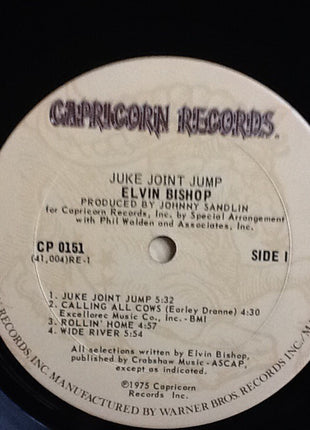 CAPRICORN RECORDS
JUKE JOINT JUMP
ELVIN BISHOP
PRODUCED BY JOHNNY SANDLIN
for Capricorn Records, Inc. by Special Arrangement
with Phil Walden and Associates, Inc.
CP 0151
SIDE I
(41,004)RE-1
1. JUKE JOINT JUMP 5:32
2. CALLING ALL COWS (Earley Dranne) 4:30
Excellorec Music Co., Inc. - BMI
3. ROLLIN' HOME 4:57
4. WIDE RIVER 5:54
All selections written by Elvin Bishop,
published by Crabshaw Music - ASCAP,
except as indicated.
℗1975 Capricorn
Records, Inc.
RECORDS INC. MANUFACTURED BY WARNER BROS. RECORDS INC.